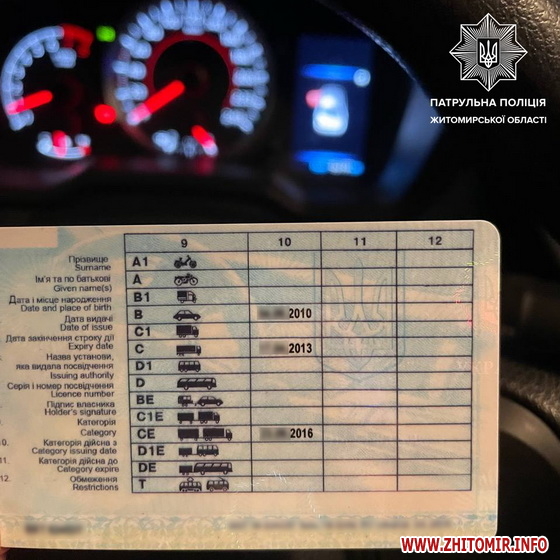 ПАТРУЛЬНА ПОЛІЦІЯ
ЖИТОМИРСЬКОЇ ОБЛАСТІ
9 10 11 12
Прізвище
Surname
Ім'я та по батькові
Given name(s)
Дата і місце народження
Date and place of birth
Дата видачі
Date of issue
Дата закінчення строку дії
Expiry date
Назва установи,
яка видала посвідчення
Issuing authority
Серія і номер посвідчення
Licence number
Підпис власника
Holder's signature
Категорія
Category
10. Категорія дійсна з
Category issuing date
11. Категорія дійсна до
Category expire
12. Обмеження
Restrictions
A1
A
B1
B 2010
C1
C 2013
D1
D
BE
C1E
CE 2016
D1E
DE
T
WWW.ZHITOMIR.INFO